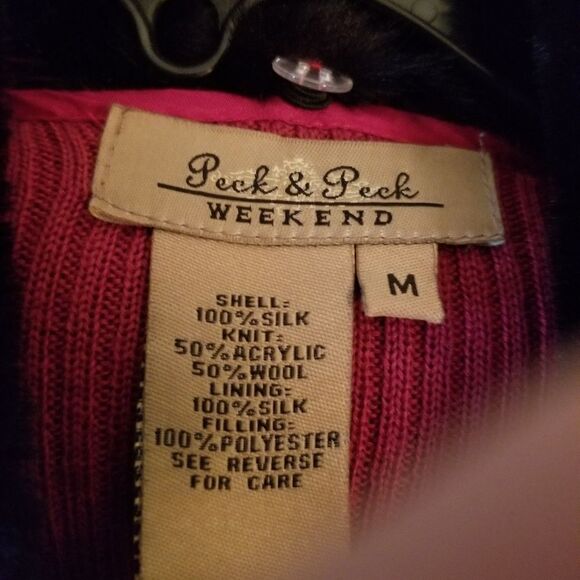 Peck & Peck
WEEKEND
M
SHELL:
100%SILK
KNIT:
50%ACRYLIC
50%WOOL
LINING:
100%SILK
FILLING:
100%POLYESTER
SEE REVERSE
FOR CARE